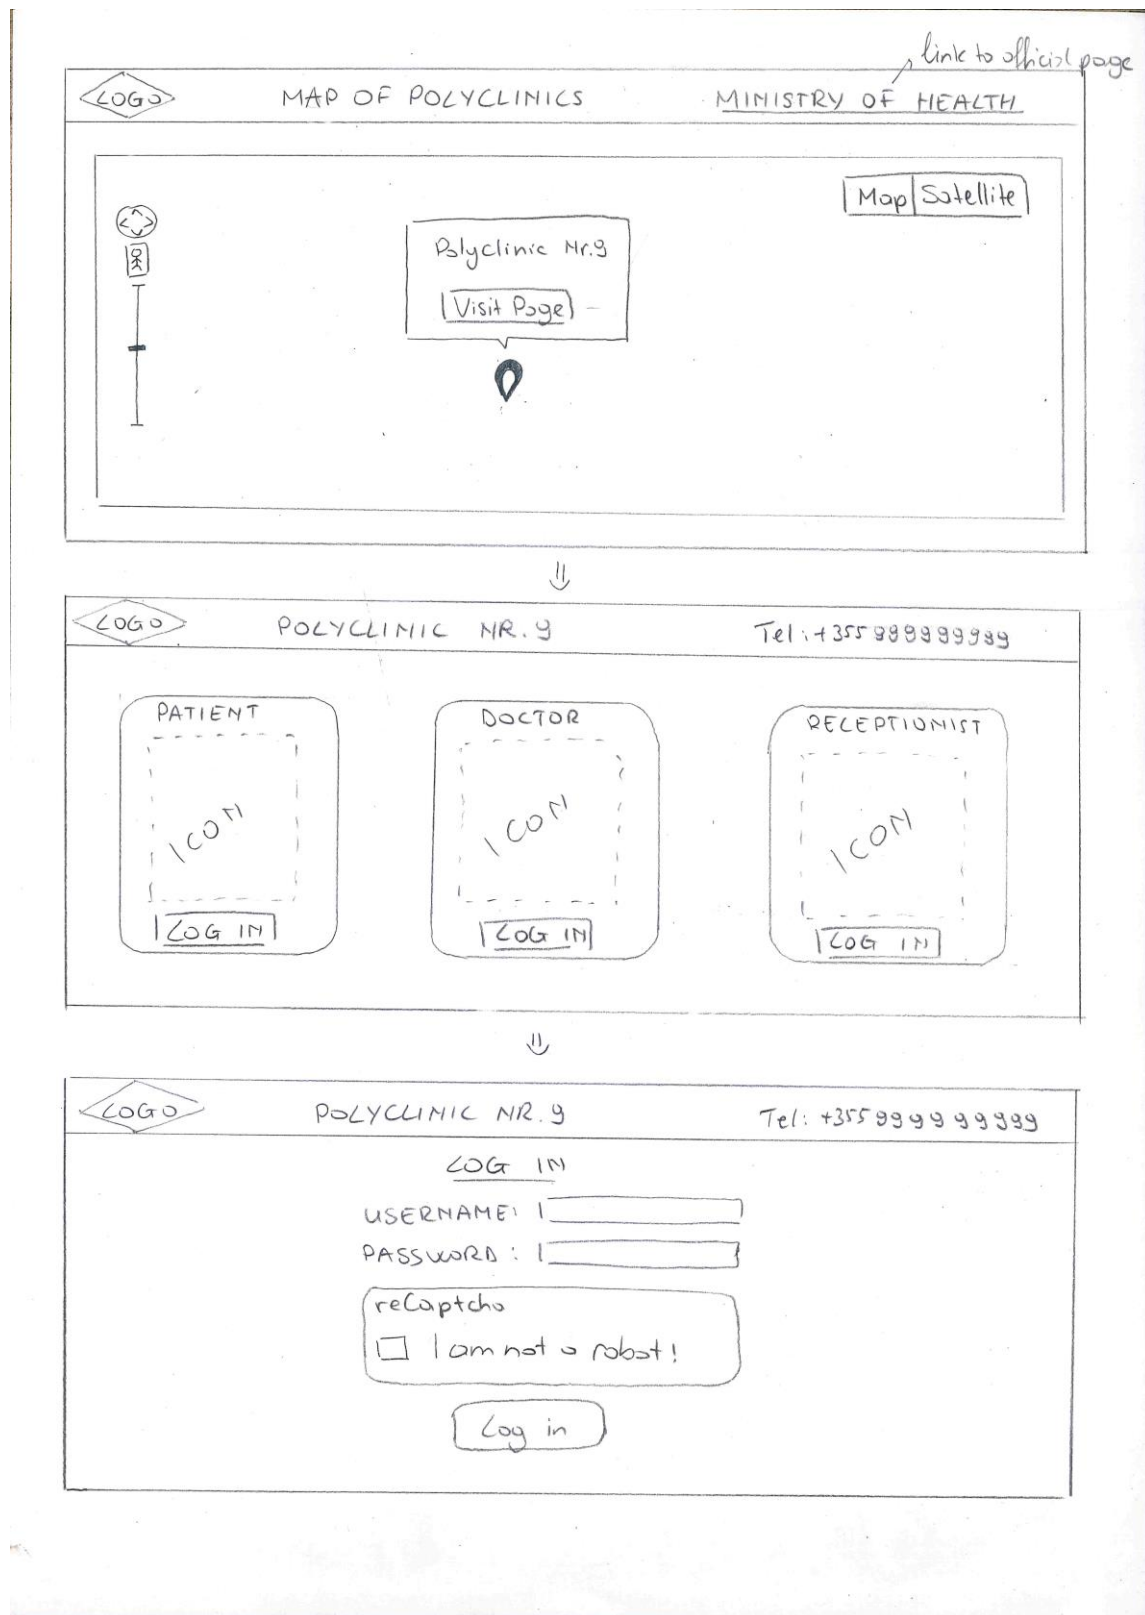 link to official page
LOGO MAP OF POLYCLINICS MINISTRY OF HEALTH
Map Satellite
Polyclinic Nr.9
Visit Page
LOGO POLYCLINIC NR.9 Tel:+355 999999999
PATIENT DOCTOR RECEPTIONIST
ICON ICON ICON
LOG IN LOG IN LOG IN
LOGO POLYCLINIC NR.9 Tel: +355 9999 99999
LOG IN
USERNAME:
PASSWORD:
reCaptcha
I am not a robot!
Log in